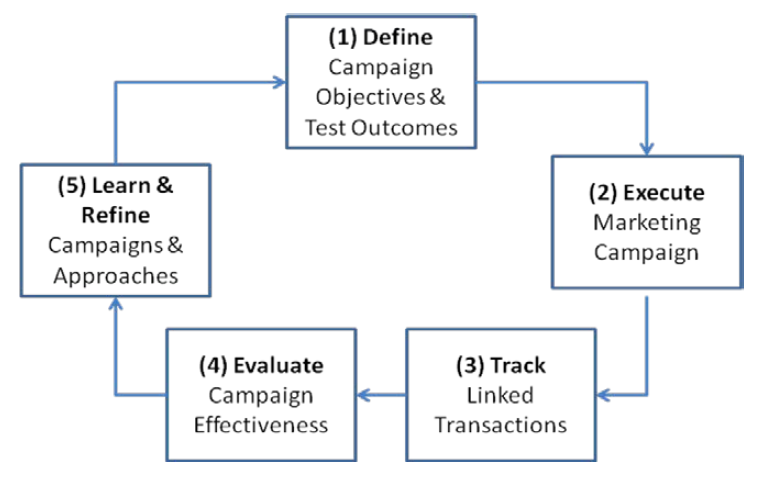 (1) Define
Campaign
Objectives &
Test Outcomes
(2) Execute
Marketing
Campaign
(3) Track
Linked
Transactions
(4) Evaluate
Campaign
Effectiveness
(5) Learn &
Refine
Campaigns &
Approaches